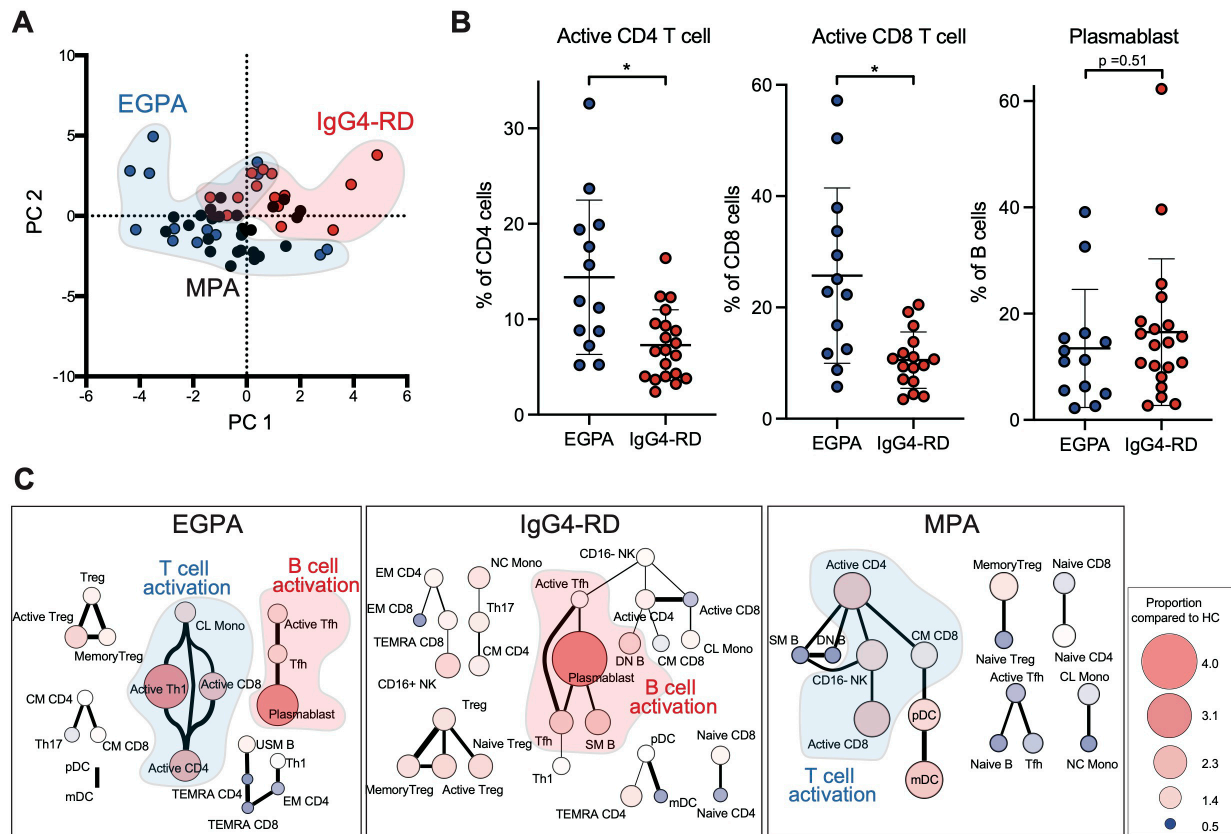 A
10
5
0
-5
-10
-6
-4
-2
0
2
4
6
PC 2
PC 1
EGPA
IgG4-RD
MPA
B
Active CD4 T cell
*
30
20
10
0
% of CD4 cells
EGPA
IgG4-RD
Active CD8 T cell
*
60
40
20
0
% of CD8 cells
EGPA
IgG4-RD
Plasmablast
p =0.51
60
40
20
0
% of B cells
EGPA
IgG4-RD
C
EGPA
T cell
activation
B cell
activation
Treg
Active Treg
MemoryTreg
CL Mono
Active Th1
Active CD8
Active CD4
Active Tfh
Tfh
Plasmablast
CM CD4
Th17
CM CD8
pDC
mDC
USM B
Th1
TEMRA CD4
EM CD4
TEMRA CD8
IgG4-RD
EM CD4
EM CD8
TEMRA CD8
CD16+ NK
NC Mono
Th17
CM CD4
CD16- NK
Active Tfh
Active CD4
Active CD8
DN B
CM CD8
CL Mono
Plasmablast
B cell
activation
Tfh
SM B
Th1
Treg
Naive Treg
MemoryTreg
Active Treg
pDC
TEMRA CD4
mDC
Naive CD8
Naive CD4
MPA
Active CD4
SM B
DN B
CM CD8
CD16- NK
Active CD8
pDC
mDC
T cell
activation
MemoryTreg
Naive Treg
Naive CD8
Naive CD4
Active Tfh
Naive B
Tfh
CL Mono
NC Mono
Proportion
compared to HC
4.0
3.1
2.3
1.4
0.5